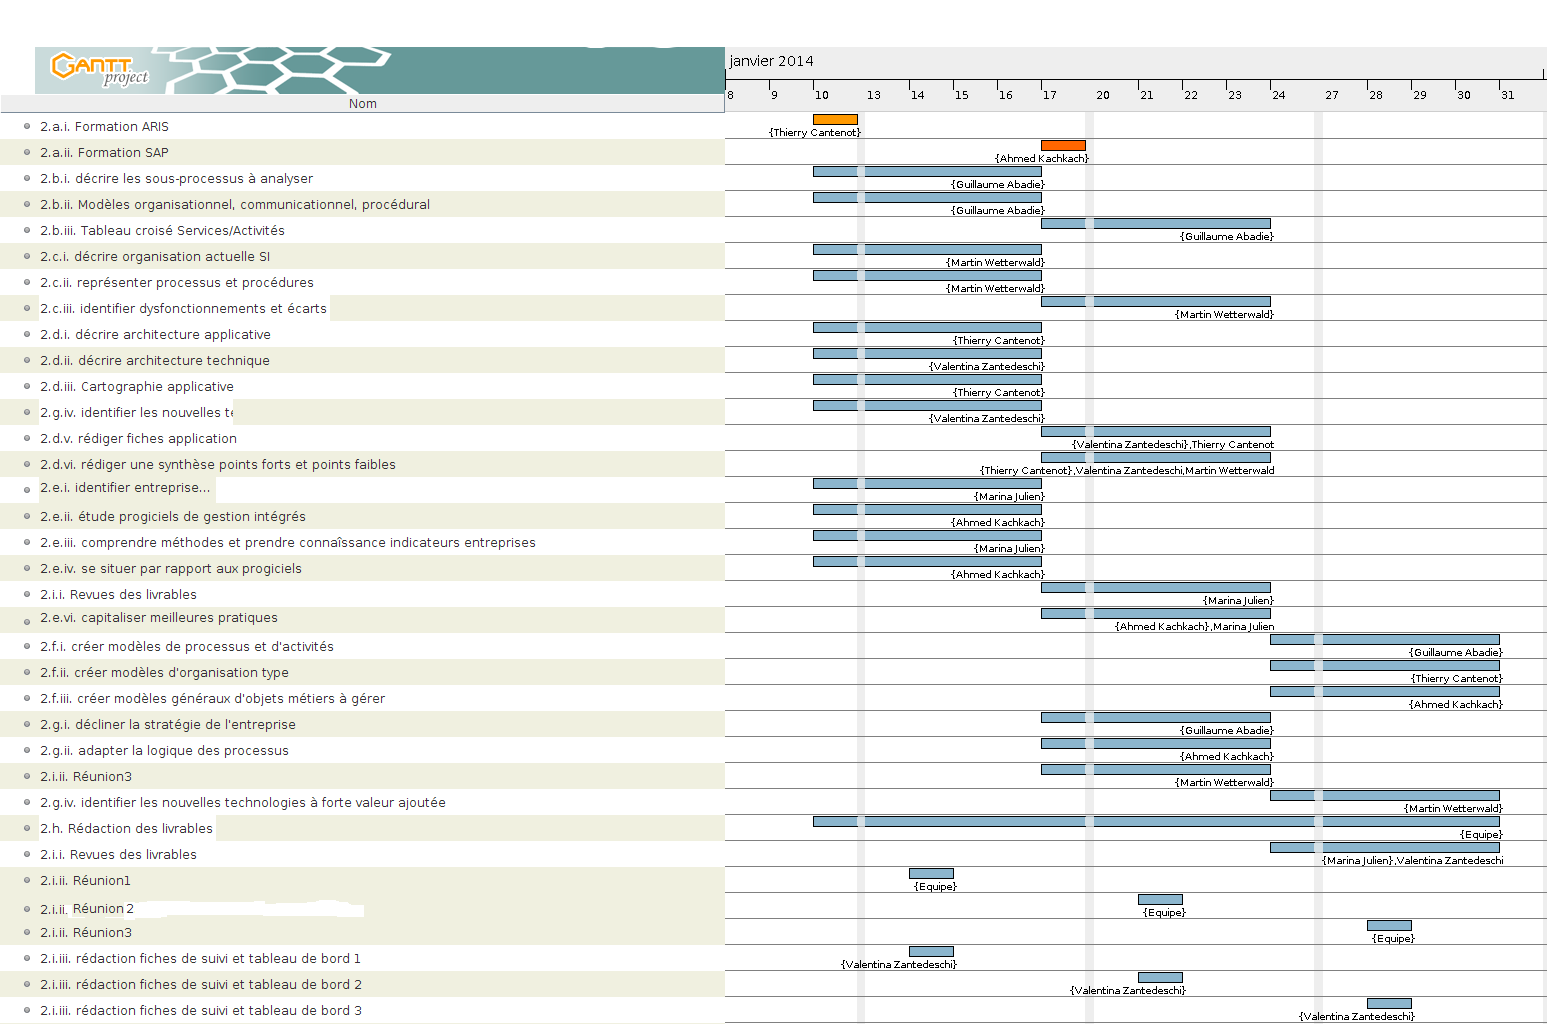 GANTT
project
janvier 2014
8 9 10 13 14 15 16 17 20 21 22 23 24 27 28 29 30 31
Nom
2.a.i. Formation ARIS
{Thierry Cantenot}
2.a.ii. Formation SAP
{Ahmed Kachkach}
2.b.i. décrire les sous-processus à analyser
{Guillaume Abadie}
2.b.ii. Modèles organisationnel, communicationnel, procédural
{Guillaume Abadie}
2.b.iii. Tableau croisé Services/Activités
{Guillaume Abadie}
2.c.i. décrire organisation actuelle SI
{Martin Wetterwald}
2.c.ii. représenter processus et procédures
{Martin Wetterwald}
2.c.iii. identifier dysfonctionnements et écarts
{Martin Wetterwald}
2.d.i. décrire architecture applicative
{Thierry Cantenot}
2.d.ii. décrire architecture technique
{Valentina Zantedeschi}
2.d.iii. Cartographie applicative
{Thierry Cantenot}
2.g.iv. identifier les nouvelles te
{Valentina Zantedeschi}
2.d.v. rédiger fiches application
{Valentina Zantedeschi},Thierry Cantenot
2.d.vi. rédiger une synthèse points forts et points faibles
{Thierry Cantenot},Valentina Zantedeschi,Martin Wetterwald
2.e.i. identifier entreprise...
{Marina Julien}
2.e.ii. étude progiciels de gestion intégrés
{Ahmed Kachkach}
2.e.iii. comprendre méthodes et prendre connaîssance indicateurs entreprises
{Marina Julien}
2.e.iv. se situer par rapport aux progiciels
{Ahmed Kachkach}
2.i.i. Revues des livrables
{Marina Julien}
2.e.vi. capitaliser meilleures pratiques
{Ahmed Kachkach},Marina Julien
2.f.i. créer modèles de processus et d'activités
{Guillaume Abadie}
2.f.ii. créer modèles d'organisation type
{Thierry Cantenot}
2.f.iii. créer modèles généraux d'objets métiers à gérer
{Ahmed Kachkach}
2.g.i. décliner la stratégie de l'entreprise
{Guillaume Abadie}
2.g.ii. adapter la logique des processus
{Ahmed Kachkach}
2.i.ii. Réunion3
{Martin Wetterwald}
2.g.iv. identifier les nouvelles technologies à forte valeur ajoutée
{Martin Wetterwald}
2.h. Rédaction des livrables
{Equipe}
2.i.i. Revues des livrables
{Marina Julien},Valentina Zantedeschi
2.i.ii. Réunion1
{Equipe}
2.i.ii. Réunion 2
{Equipe}
2.i.ii. Réunion3
{Equipe}
2.i.iii. rédaction fiches de suivi et tableau de bord 1
{Valentina Zantedeschi}
2.i.iii. rédaction fiches de suivi et tableau de bord 2
{Valentina Zantedeschi}
2.i.iii. rédaction fiches de suivi et tableau de bord 3
{Valentina Zantedeschi}